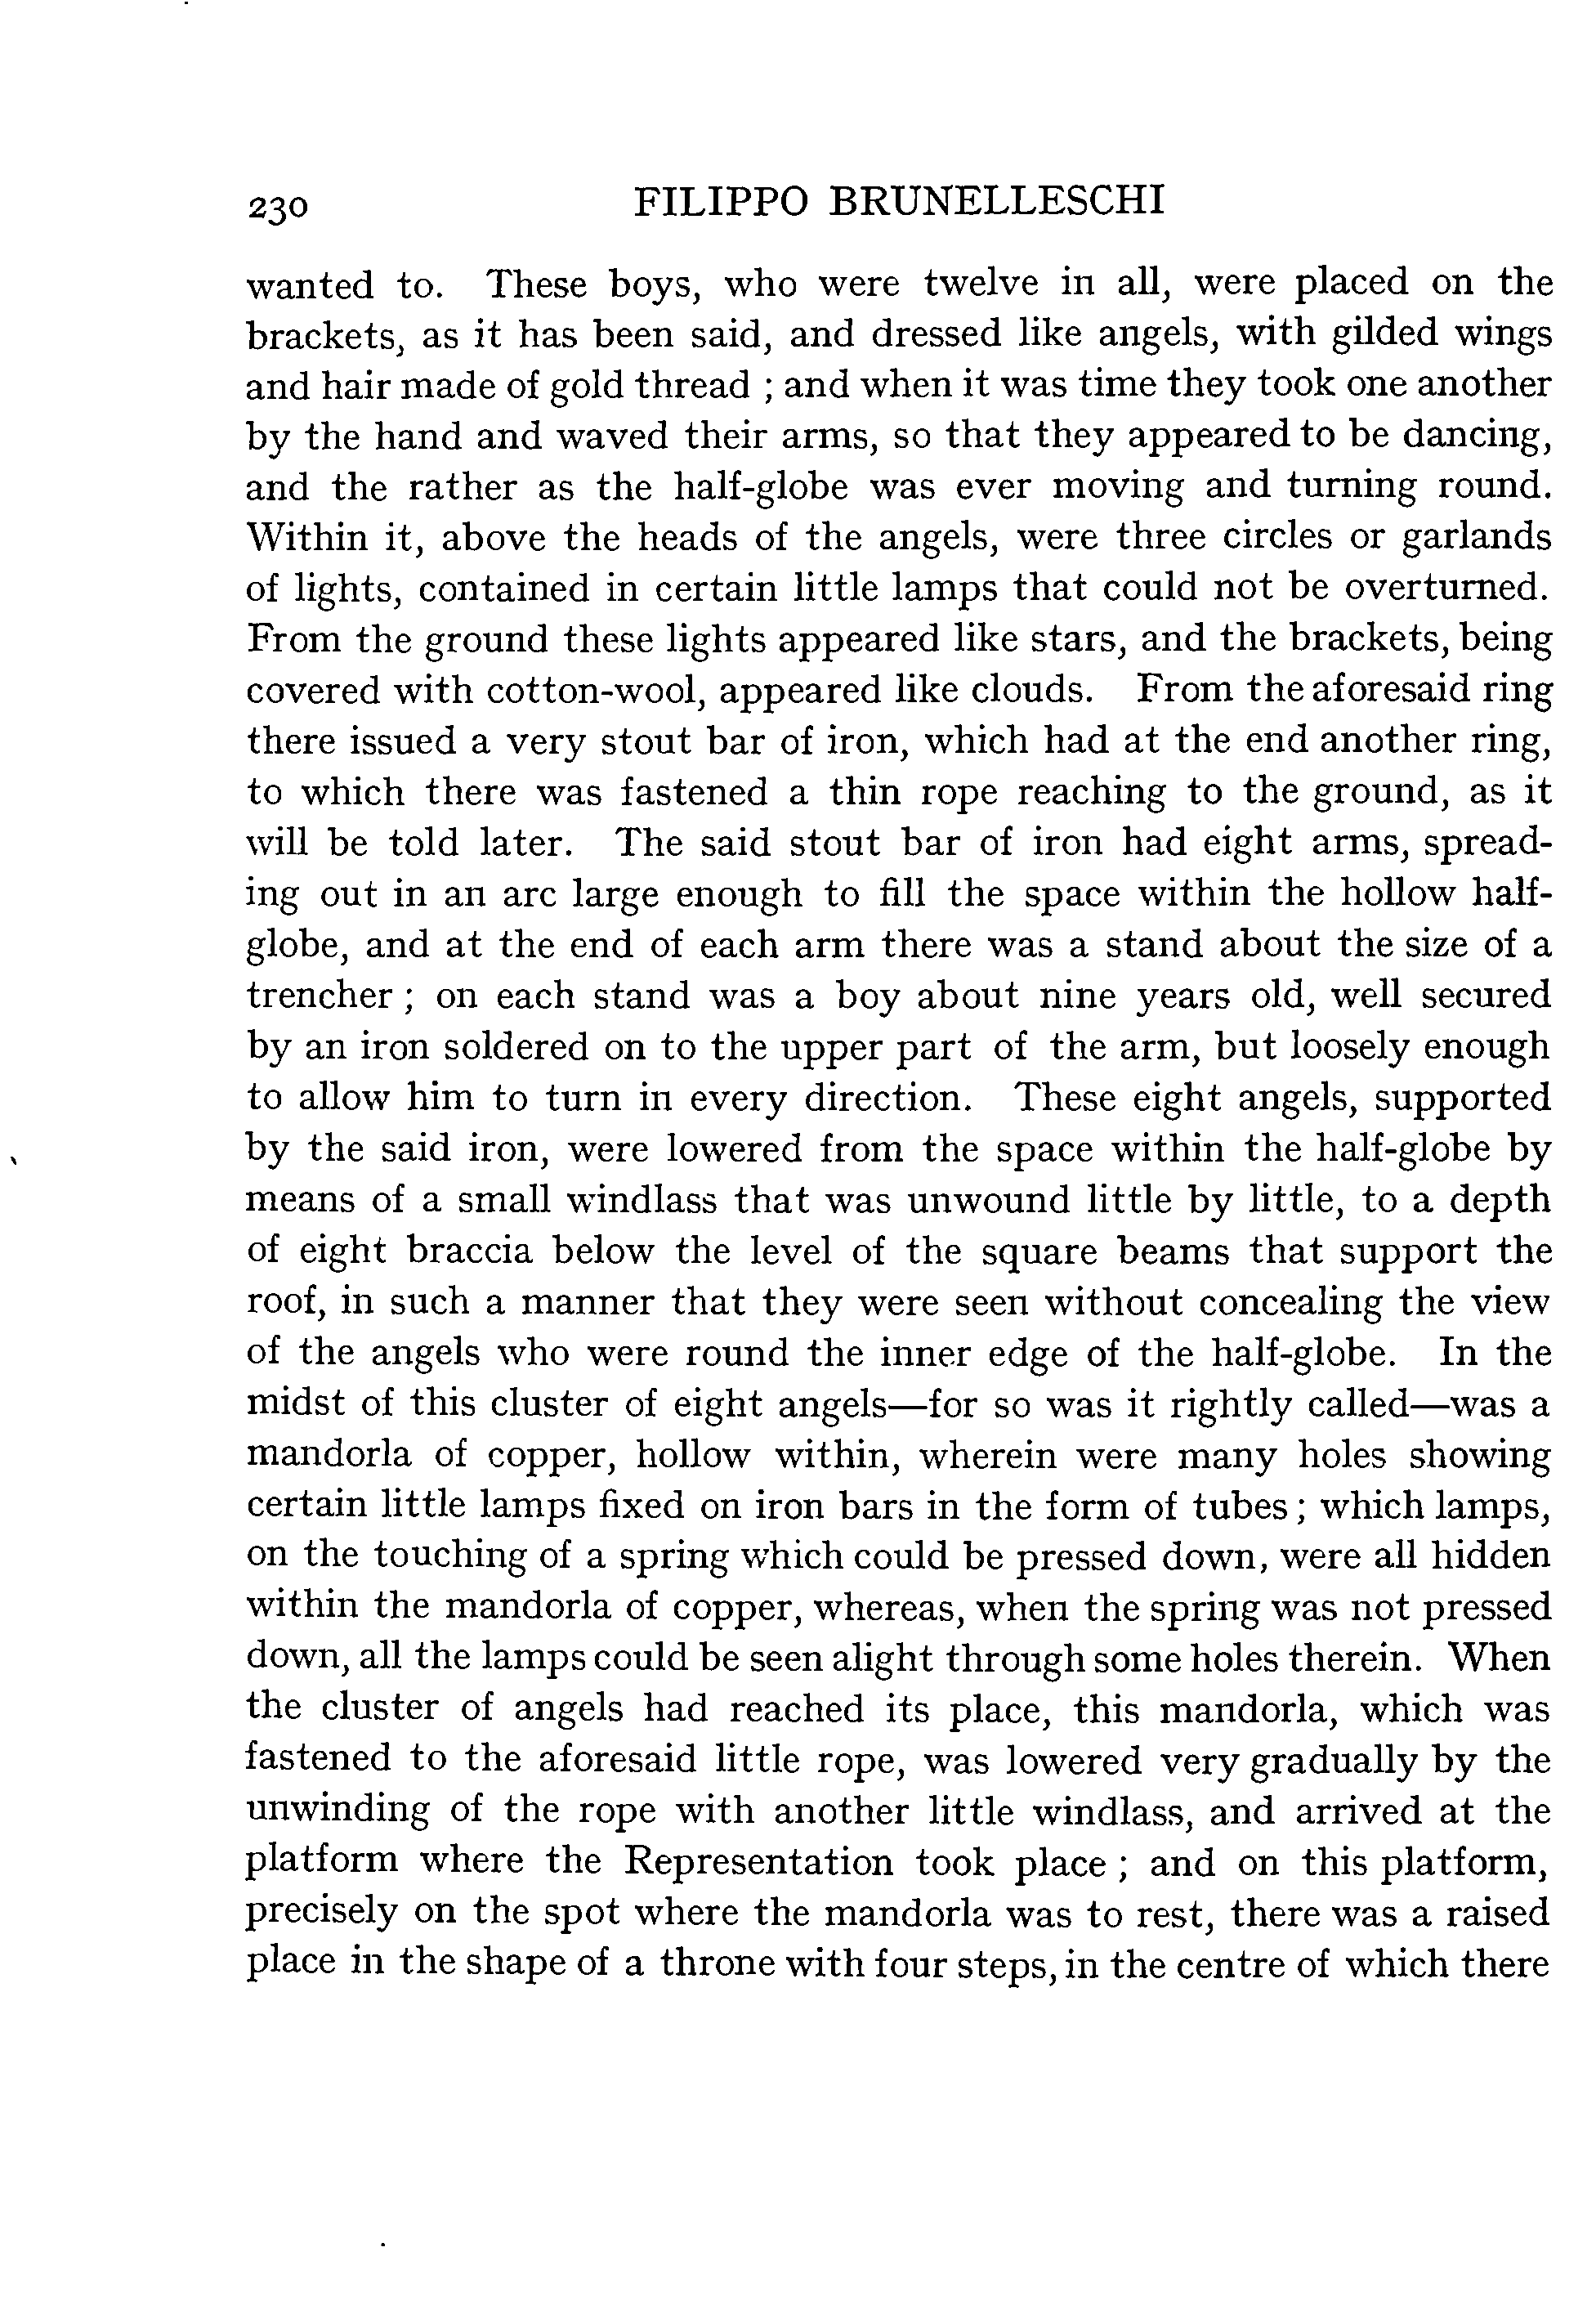 230 FILIPPO BRUNELLESCHI
wanted to. These boys, who were twelve in all, were placed on the
brackets, as it has been said, and dressed like angels, with gilded wings
and hair made of gold thread ; and when it was time they took one another
by the hand and waved their arms, so that they appeared to be dancing,
and the rather as the half-globe was ever moving and turning round.
Within it, above the heads of the angels, were three circles or garlands
of lights, contained in certain little lamps that could not be overturned.
From the ground these lights appeared like stars, and the brackets, being
covered with cotton-wool, appeared like clouds. From the aforesaid ring
there issued a very stout bar of iron, which had at the end another ring,
to which there was fastened a thin rope reaching to the ground, as it
will be told later. The said stout bar of iron had eight arms, spread-
ing out in an arc large enough to fill the space within the hollow half-
globe, and at the end of each arm there was a stand about the size of a
trencher ; on each stand was a boy about nine years old, well secured
by an iron soldered on to the upper part of the arm, but loosely enough
to allow him to turn in every direction. These eight angels, supported
by the said iron, were lowered from the space within the half-globe by
means of a small windlass that was unwound little by little, to a depth
of eight braccia below the level of the square beams that support the
roof, in such a manner that they were seen without concealing the view
of the angels who were round the inner edge of the half-globe. In the
midst of this cluster of eight angels—for so was it rightly called—was a
mandorla of copper, hollow within, wherein were many holes showing
certain little lamps fixed on iron bars in the form of tubes ; which lamps,
on the touching of a spring which could be pressed down, were all hidden
within the mandorla of copper, whereas, when the spring was not pressed
down, all the lamps could be seen alight through some holes therein. When
the cluster of angels had reached its place, this mandorla, which was
fastened to the aforesaid little rope, was lowered very gradually by the
unwinding of the rope with another little windlass, and arrived at the
platform where the Representation took place ; and on this platform,
precisely on the spot where the mandorla was to rest, there was a raised
place in the shape of a throne with four steps, in the centre of which there